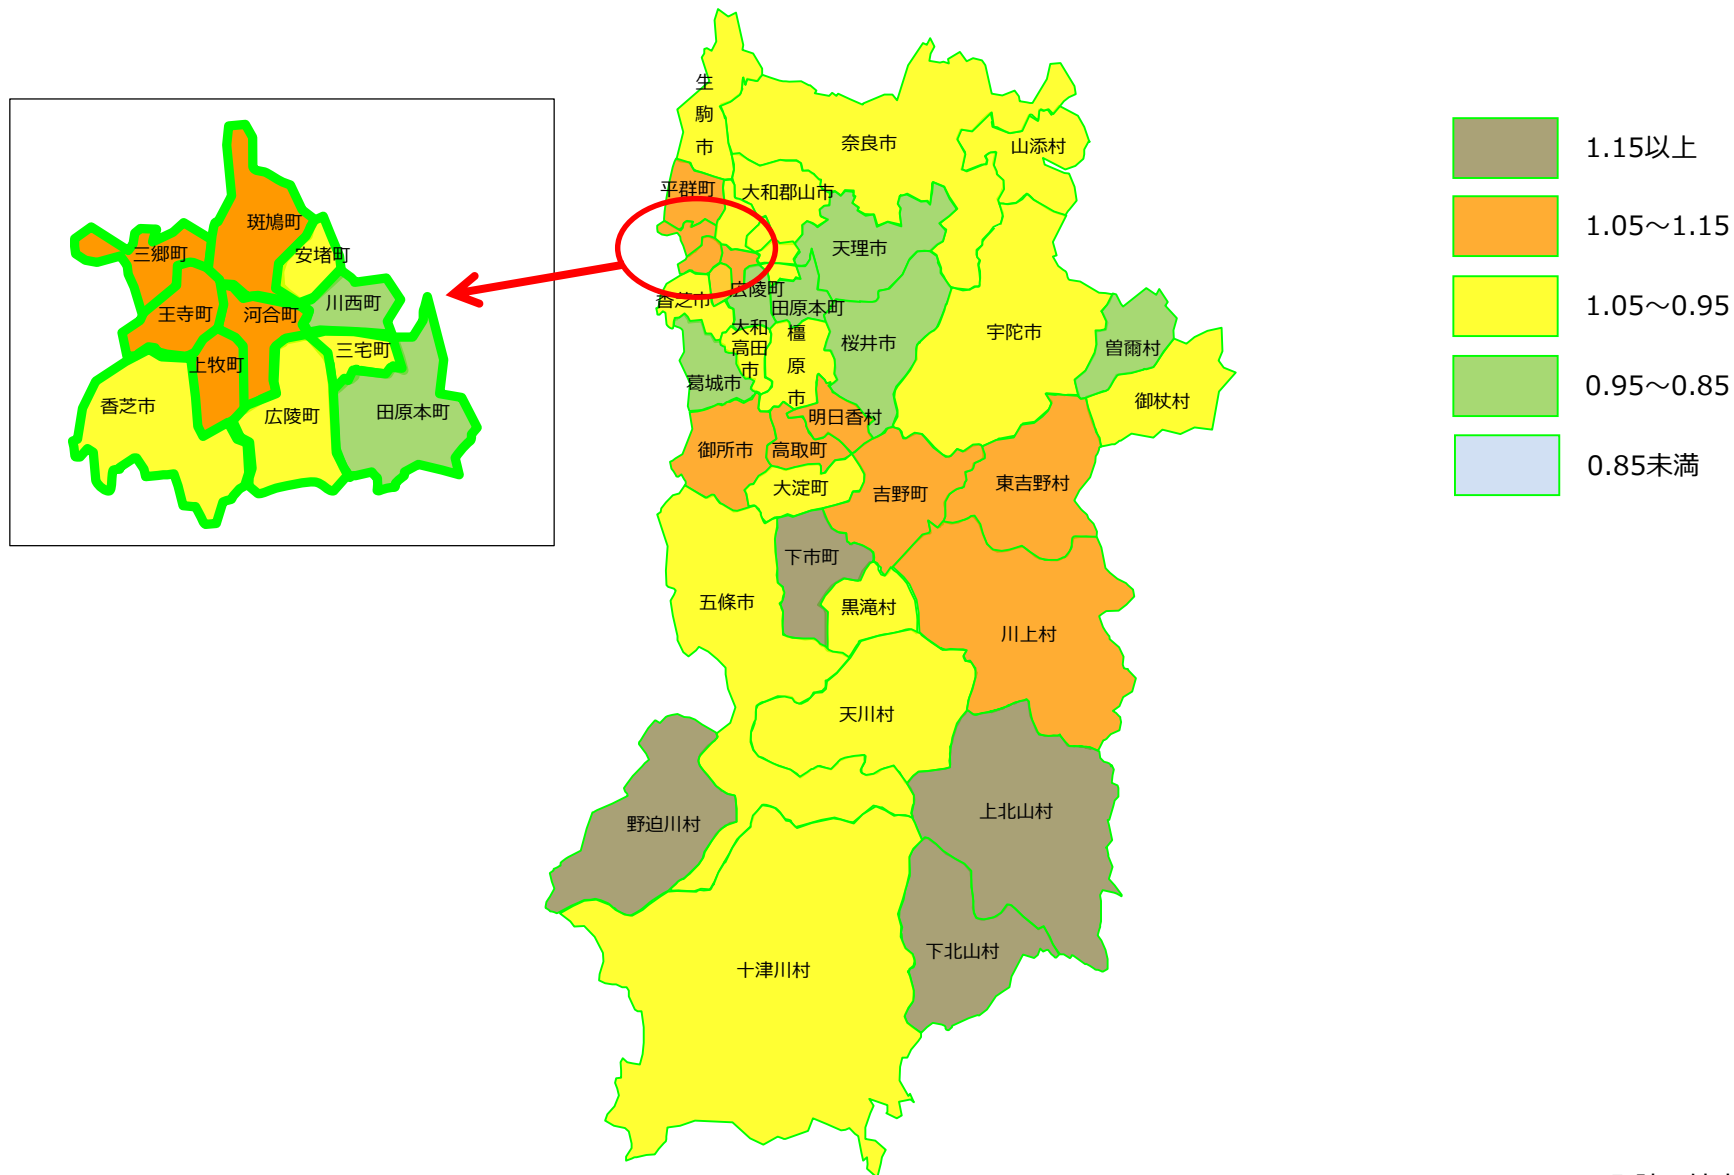 生駒市
奈良市
山添村
平群町
大和郡山市
天理市
香芝市
広陵町
田原本町
大和高田市
橿原市
桜井市
宇陀市
曽爾村
葛城市
御杖村
明日香村
御所市
高取町
大淀町
吉野町
東吉野村
下市町
五條市
黒滝村
川上村
天川村
野迫川村
上北山村
下北山村
十津川村
斑鳩町
三郷町
安堵町
川西町
王寺町
河合町
三宅町
上牧町
香芝市
広陵町
田原本町
1.15以上
1.05～1.15
1.05～0.95
0.95～0.85
0.85未満